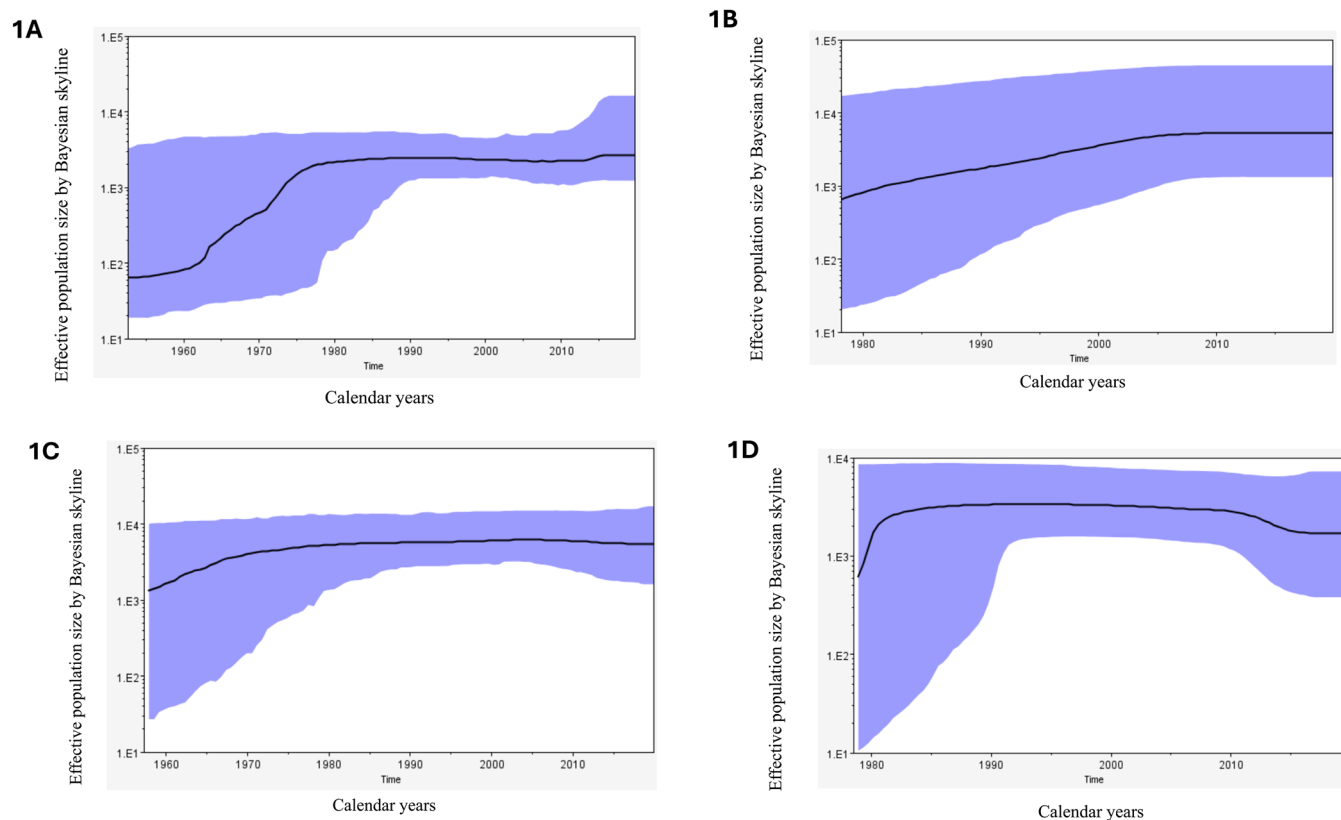 1A
Effective population size by Bayesian skyline
1.E5
1.E4
1.E3
1.E2
1.E1
1960 1970 1980 1990 2000 2010
Time
Calendar years
1B
Effective population size by Bayesian skyline
1.E5
1.E4
1.E3
1.E2
1.E1
1980 1990 2000 2010
Time
Calendar years
1C
Effective population size by Bayesian skyline
1.E5
1.E4
1.E3
1.E2
1.E1
1960 1970 1980 1990 2000 2010
Time
Calendar years
1D
Effective population size by Bayesian skyline
1.E4
1.E3
1.E2
1.E1
1980 1990 2000 2010
Time
Calendar years